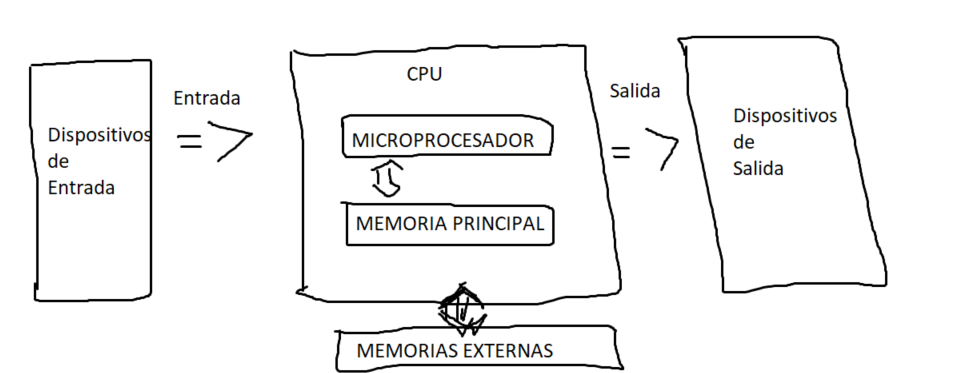 Dispositivos
de
Entrada
Entrada
CPU
MICROPROCESADOR
MEMORIA PRINCIPAL
MEMORIAS EXTERNAS
Salida
Dispositivos
de
Salida